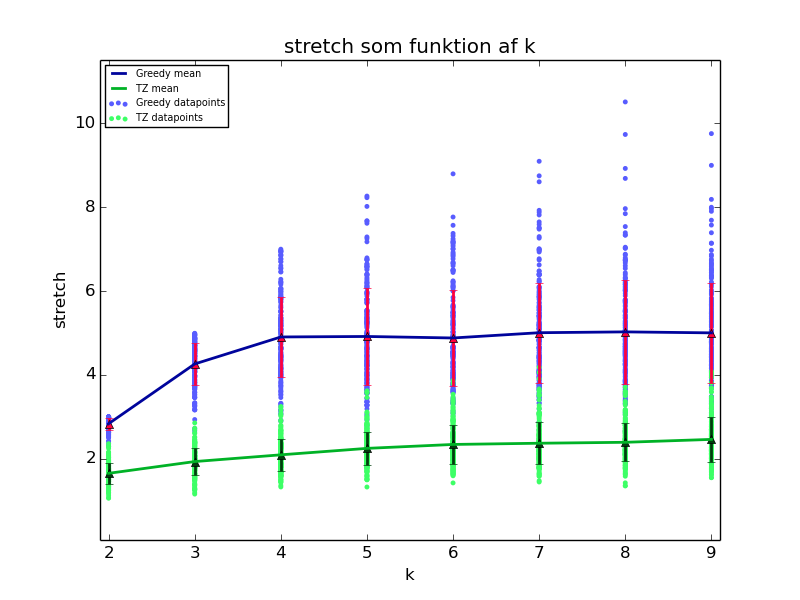 stretch som funktion af k
Greedy mean
TZ mean
Greedy datapoints
TZ datapoints
stretch
10
8
6
4
2
2 3 4 5 6 7 8 9
k